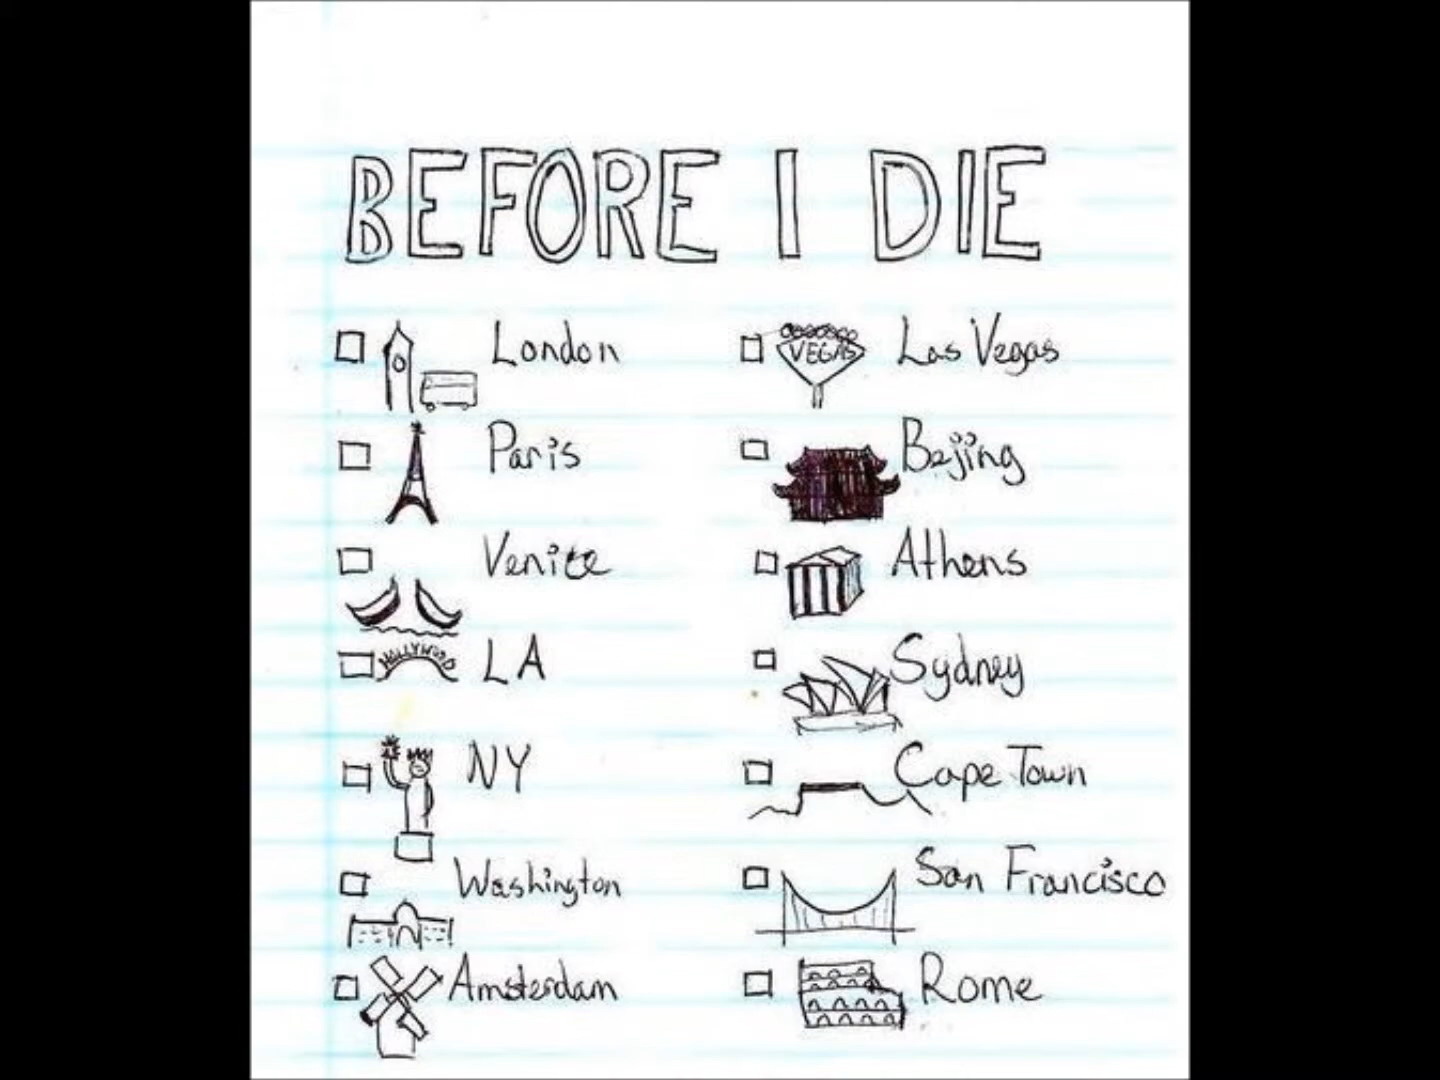 BEFORE I DIE
London
Paris
Venice
HOLLYWOOD LA
NY
Washington
Amsterdam
VEGAS Las Vegas
Bejing
Athens
Sydney
Cape Town
San Francisco
Rome